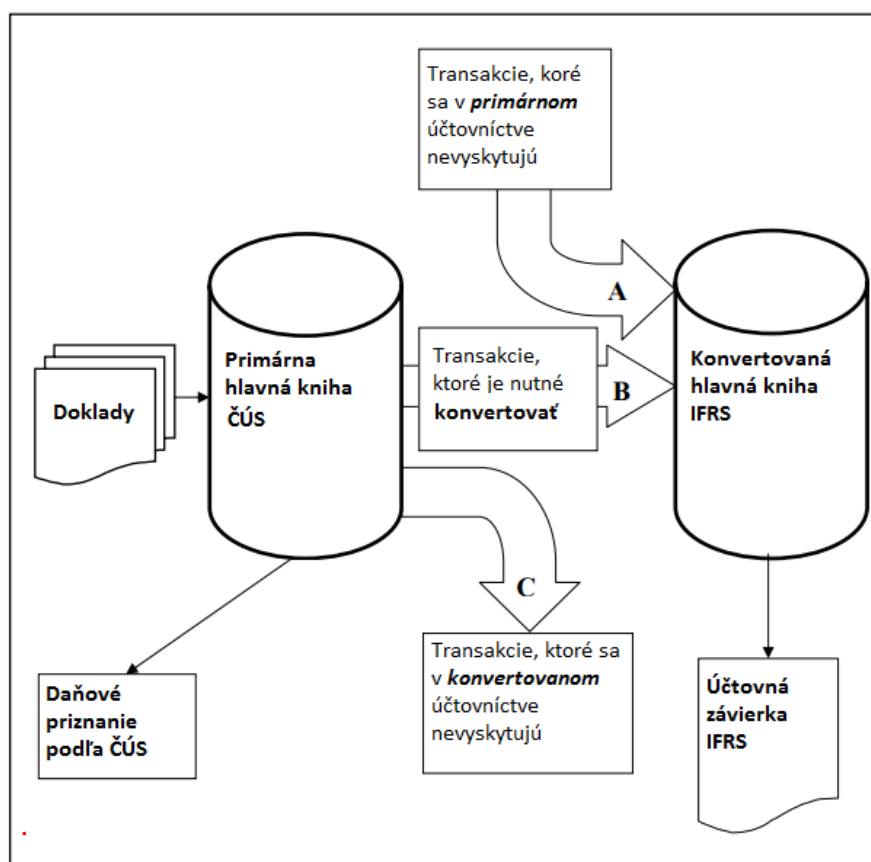 Transakcie, koré
sa v primárnom
účtovníctve
nevyskytujú
A
Primárna
hlavná kniha
ČÚS
Transakcie,
ktoré je nutné
konvertovať
B
Konvertovaná
hlavná kniha
IFRS
Doklady
C
Transakcie, ktoré sa
v konvertovanom
účtovníctve
nevyskytujú
Daňové
priznanie
podľa ČÚS
Účtovná
závierka
IFRS